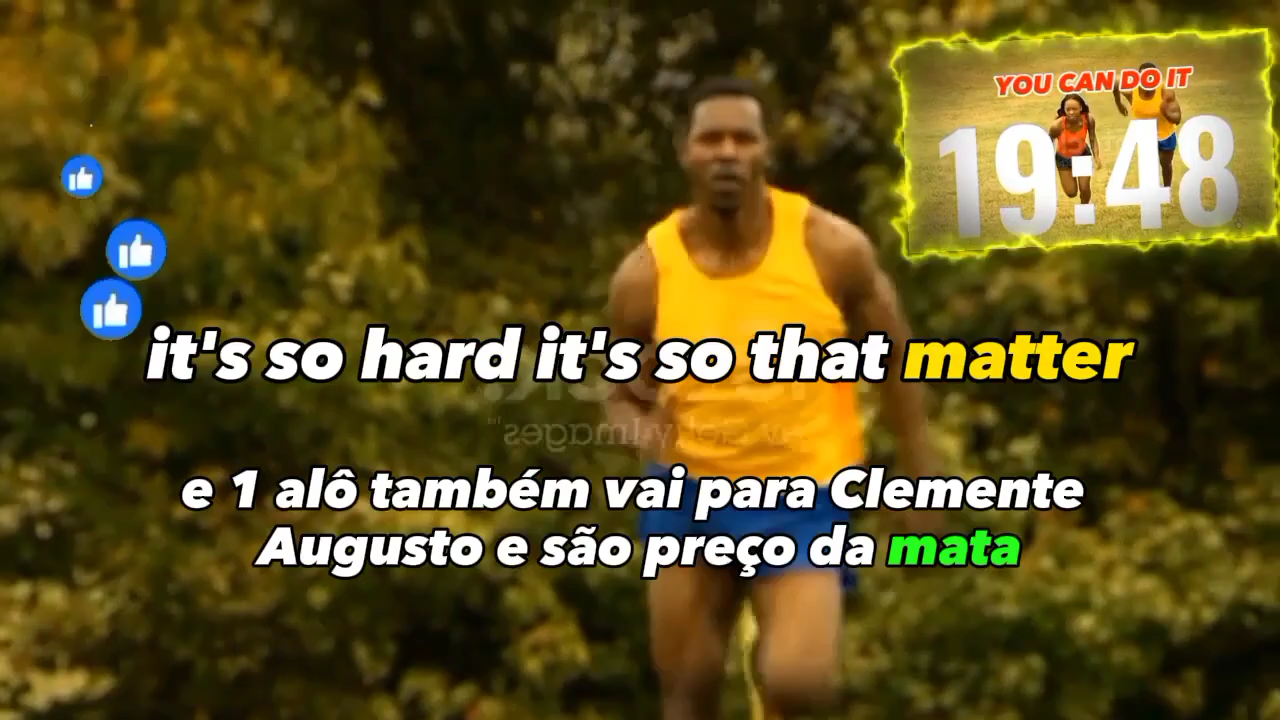 YOU CAN DO IT
19:48
it's so hard it's so that matter
e 1 alô também vai para Clemente
Augusto e são preço da mata